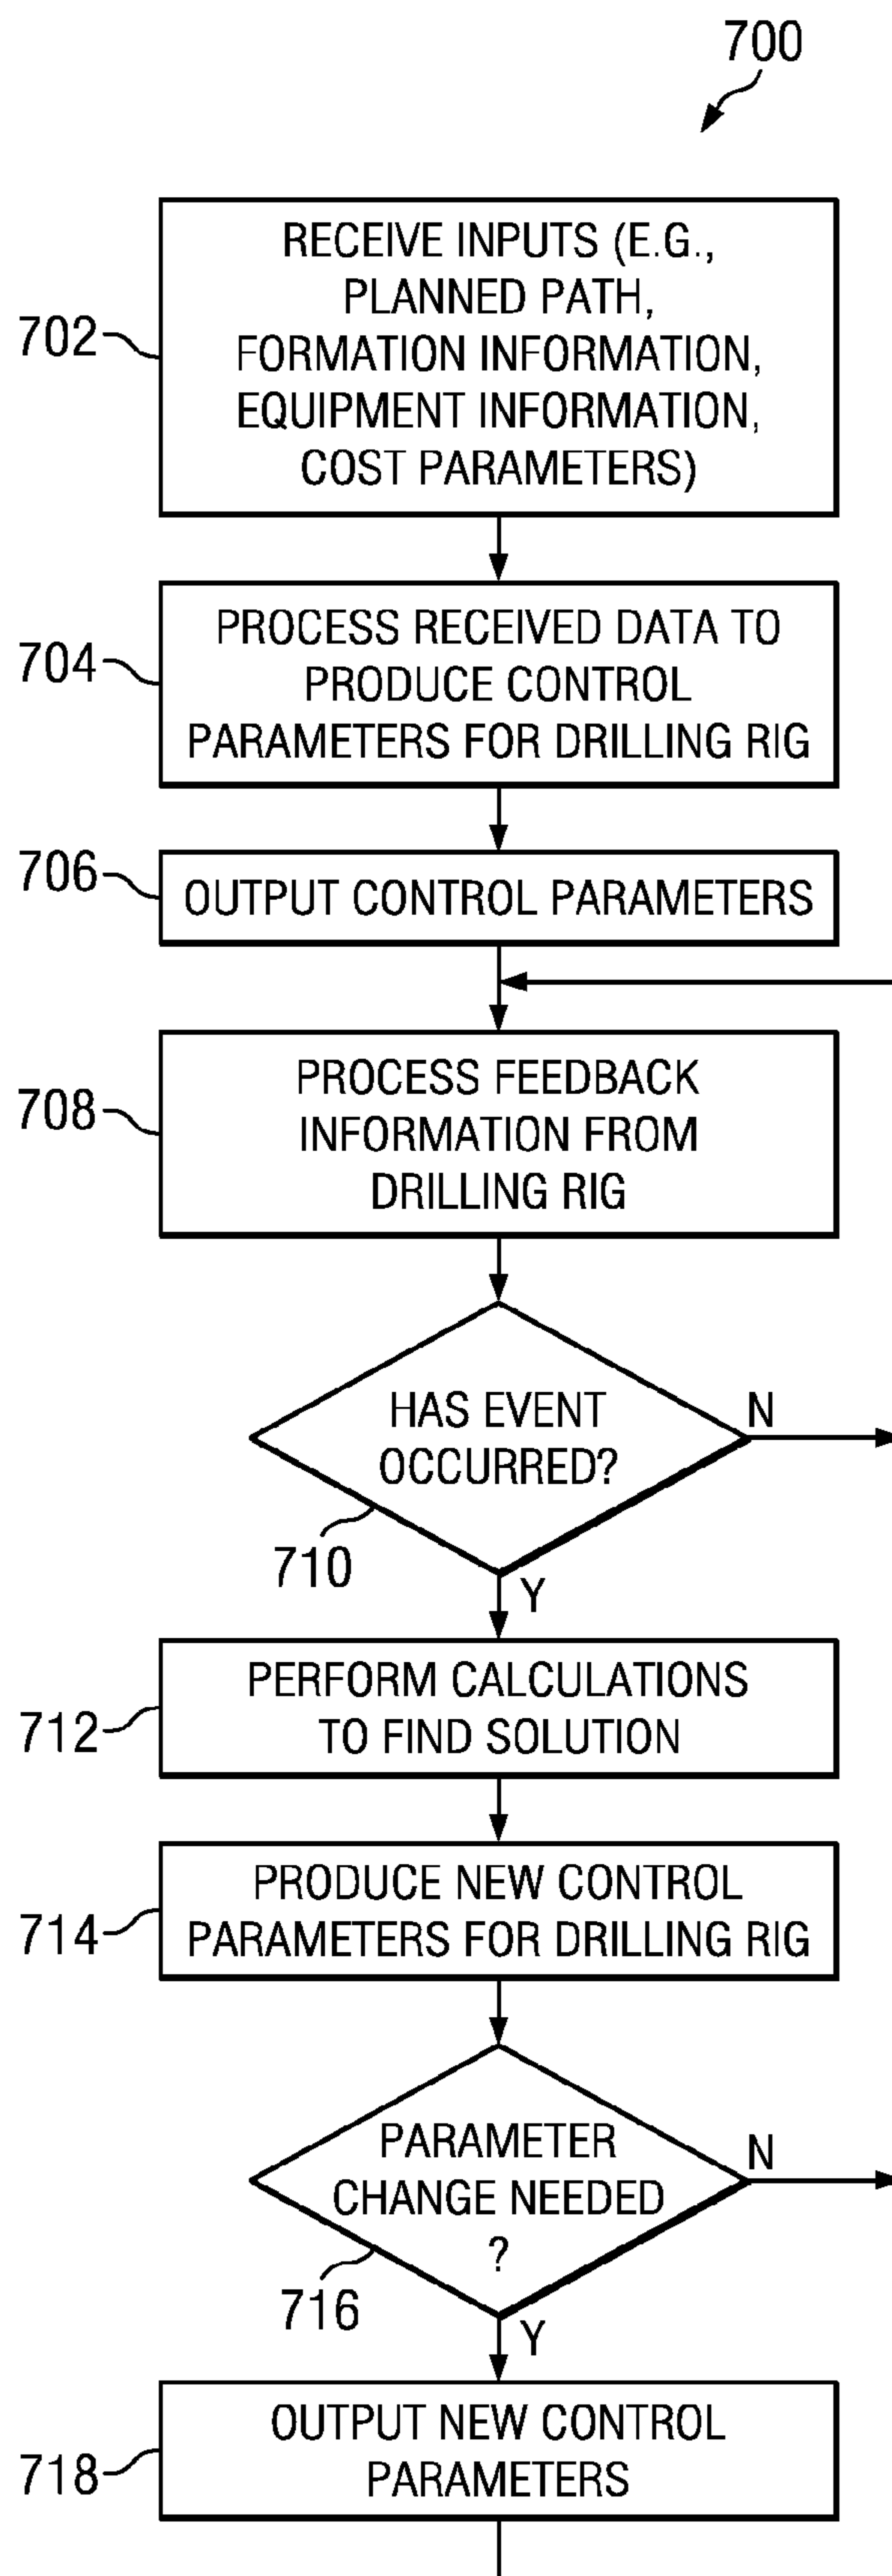 700
702
RECEIVE INPUTS (E.G.,
PLANNED PATH,
FORMATION INFORMATION,
EQUIPMENT INFORMATION,
COST PARAMETERS)
704
PROCESS RECEIVED DATA TO
PRODUCE CONTROL
PARAMETERS FOR DRILLING RIG
706
OUTPUT CONTROL PARAMETERS
708
PROCESS FEEDBACK
INFORMATION FROM
DRILLING RIG
HAS EVENT
OCCURRED?
N
710
Y
712
PERFORM CALCULATIONS
TO FIND SOLUTION
714
PRODUCE NEW CONTROL
PARAMETERS FOR DRILLING RIG
PARAMETER
CHANGE NEEDED
?
N
716
Y
718
OUTPUT NEW CONTROL
PARAMETERS